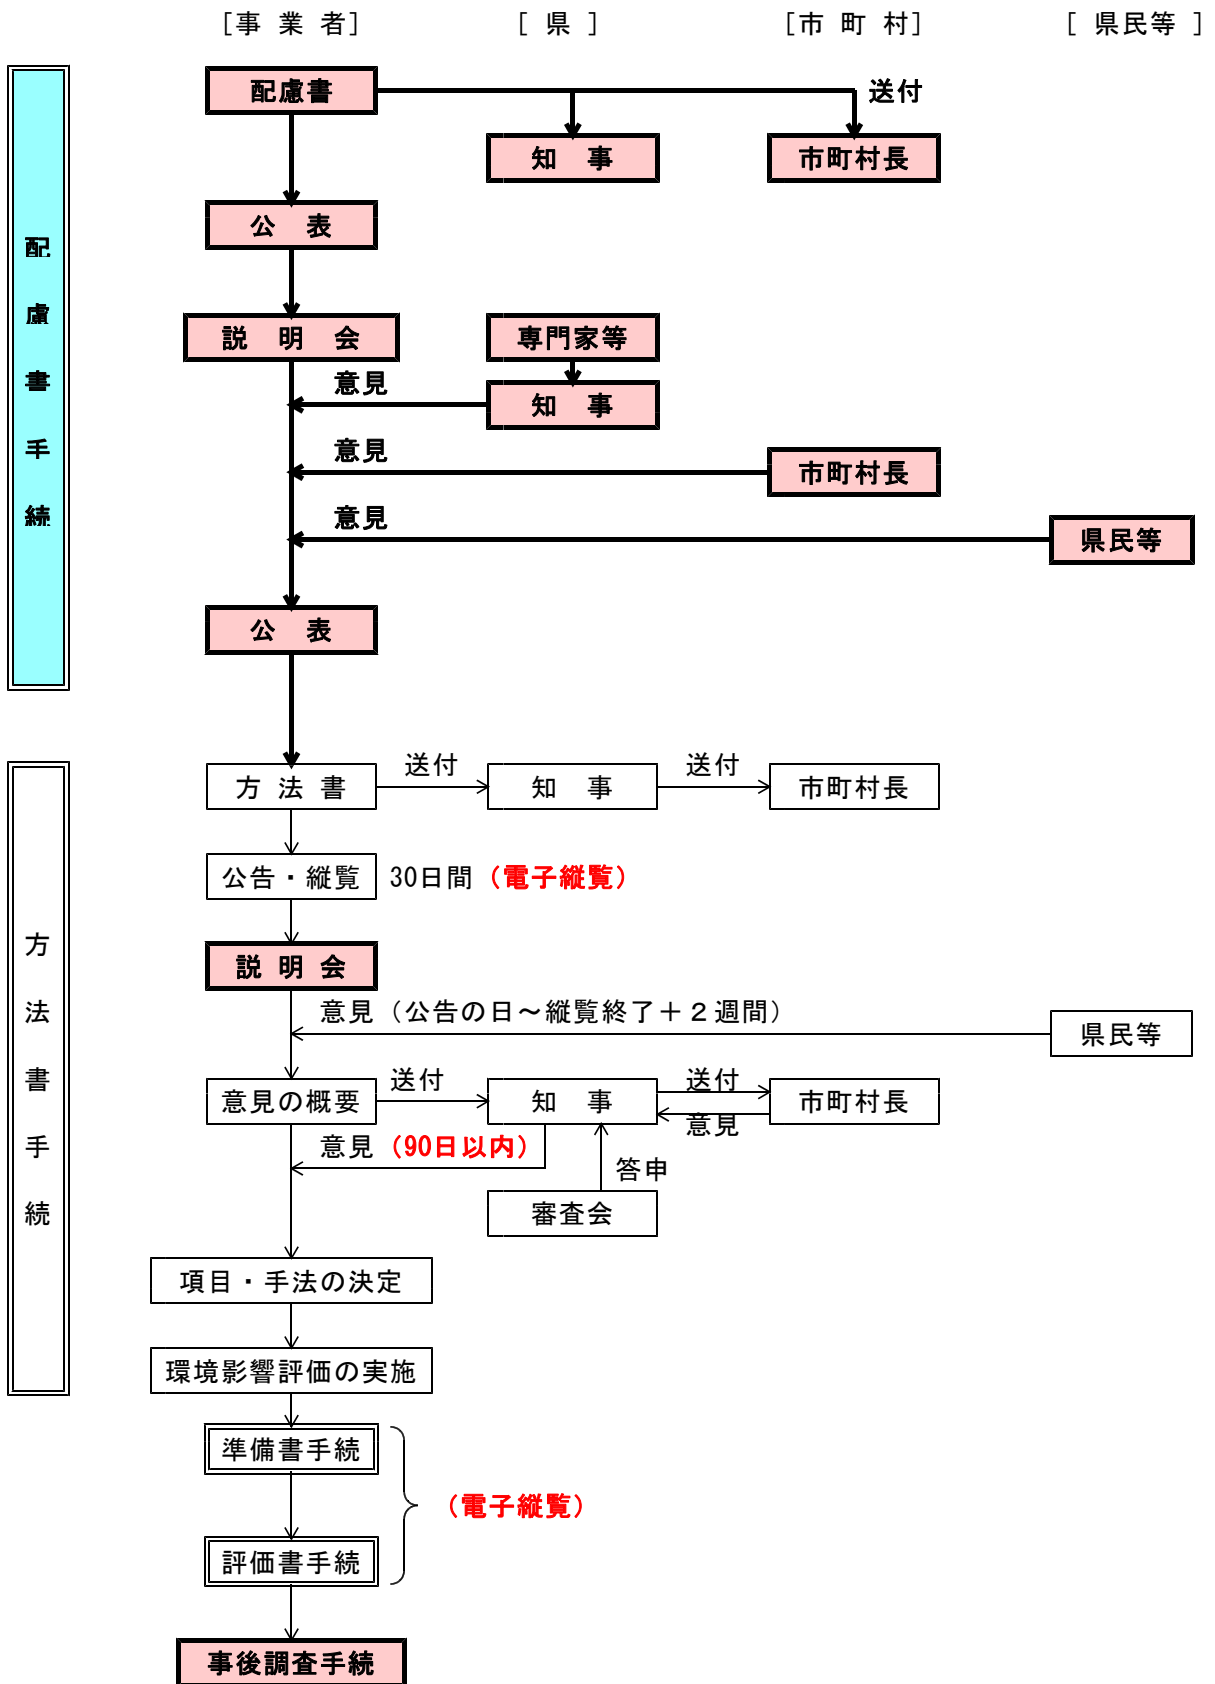 [事 業 者] [ 県 ] [市 町 村] [ 県民等 ]
配慮書 送付
知 事 市町村長
公 表
配慮書手続
説 明 会 専門家等
意見 知 事
意見 市町村長
意見 県民等
公 表
方 法 書 送付 知 事 送付 市町村長
公告・縦覧 30日間（電子縦覧）
方法書手続
説 明 会
意見（公告の日～縦覧終了＋２週間） 県民等
意見の概要 送付 知 事 送付 市町村長
意見
意見（90日以内）
答申
審査会
項目・手法の決定
環境影響評価の実施
準備書手続
（電子縦覧）
評価書手続
事後調査手続